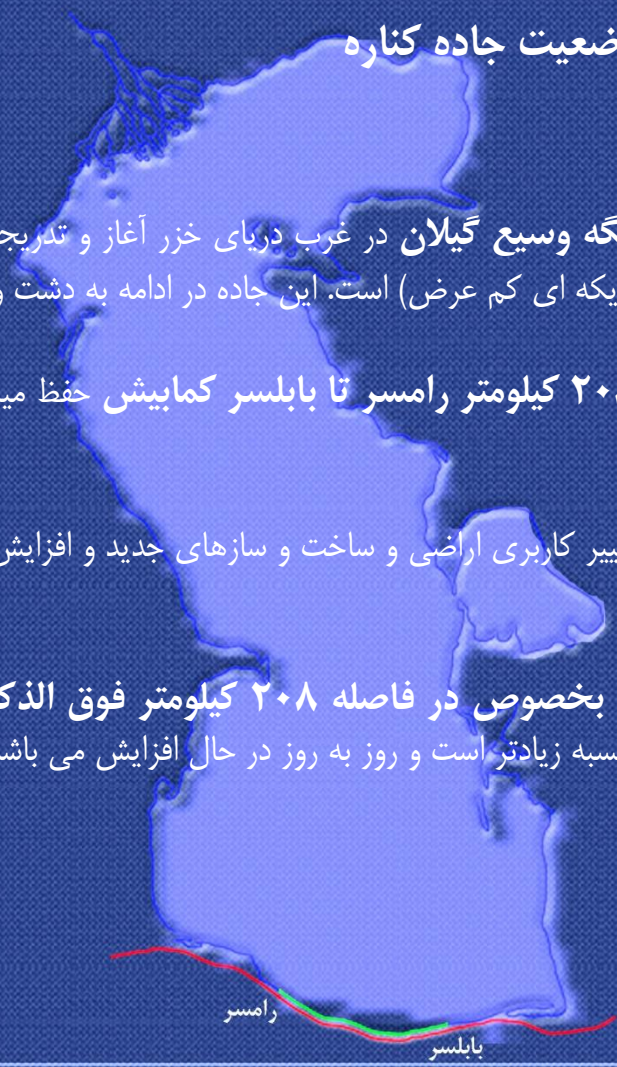 ضعیت جاده کناره
گه وسیع گیلان در غرب دریای خزر آغاز و تدریج
یکه ای کم عرض) است. این جاده در ادامه به دشت و
کیلومتر رامسر تا بابلسر کمابیش حفظ می
ییر کاربری اراضی و ساخت و سازهای جدید و افزایش
بخصوص در فاصله ۲۰۸ کیلومتر فوق الذک
نسبه زیادتر است و روز به روز در حال افزایش می باش
رامسر
بابلسر